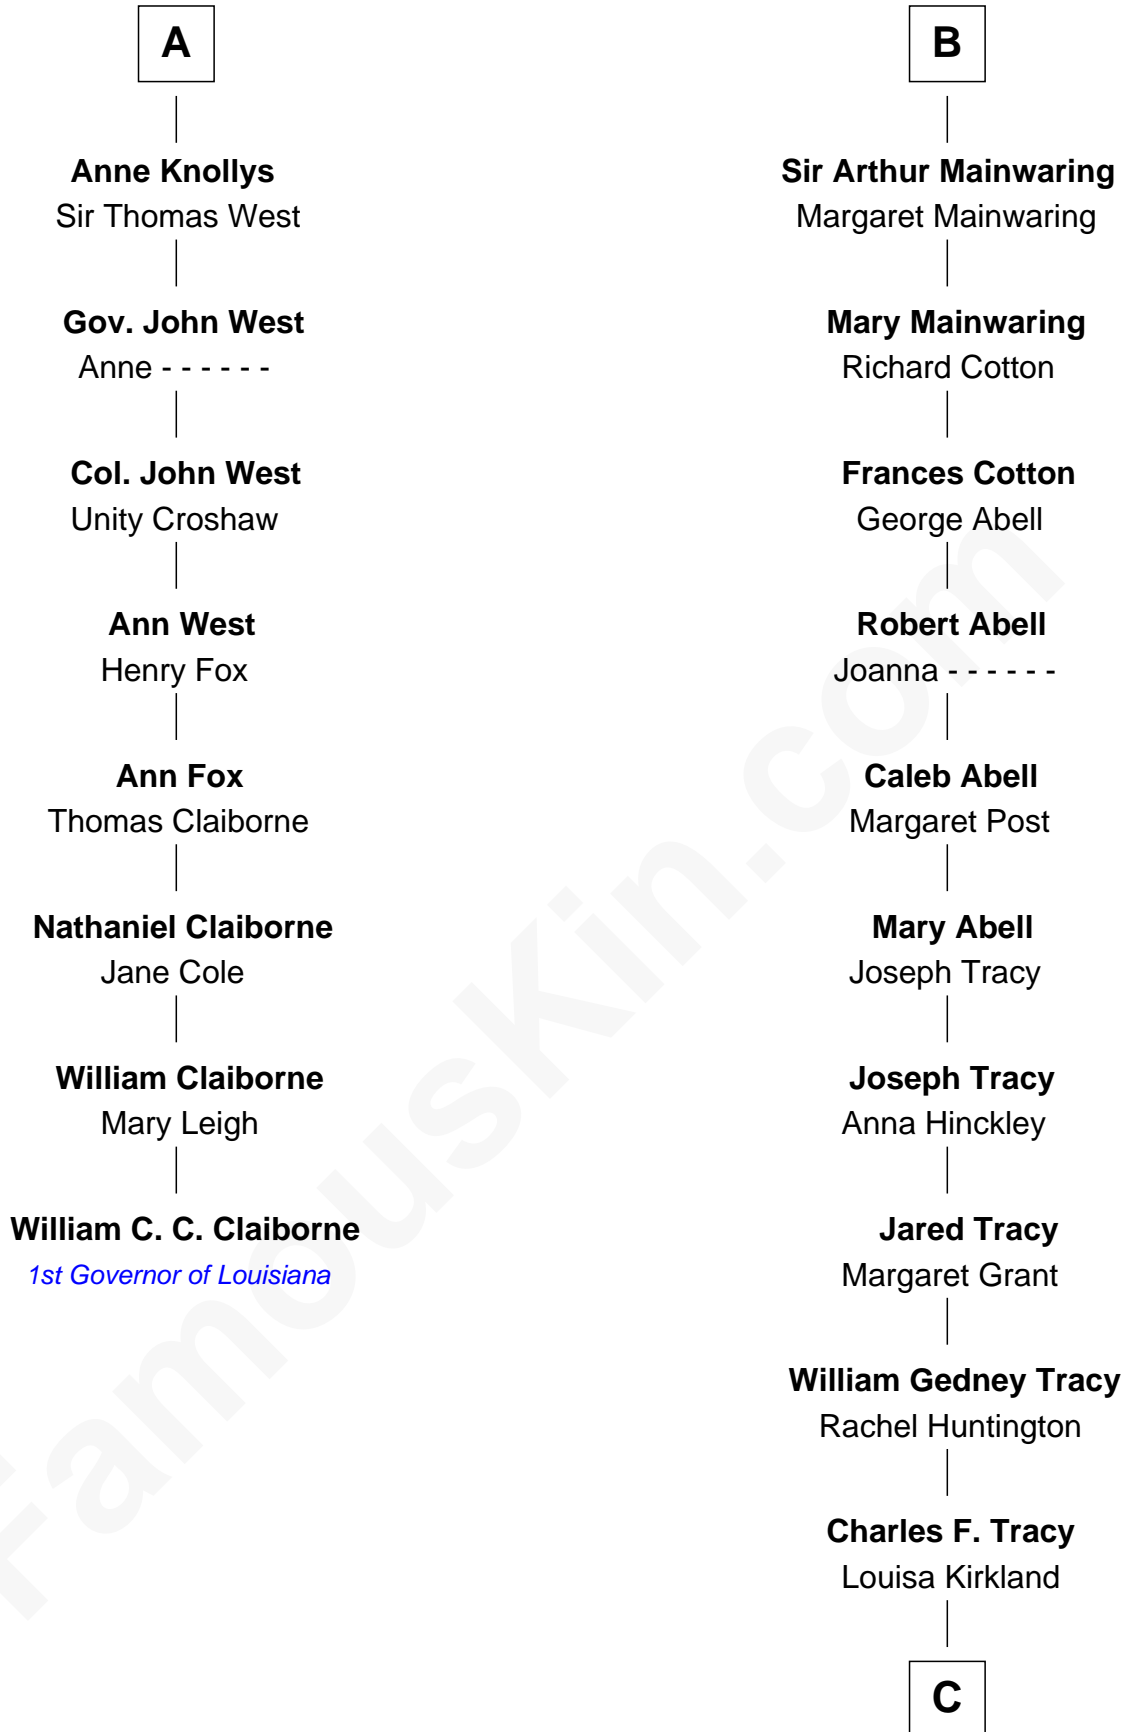 A
Anne Knollys
Sir Thomas West
Gov. John West
Anne - - - - - -
Col. John West
Unity Croshaw
Ann West
Henry Fox
Ann Fox
Thomas Claiborne
Nathaniel Claiborne
Jane Cole
William Claiborne
Mary Leigh
William C. C. Claiborne
1st Governor of Louisiana
B
Sir Arthur Mainwaring
Margaret Mainwaring
Mary Mainwaring
Richard Cotton
Frances Cotton
George Abell
Robert Abell
Joanna - - - - - -
Caleb Abell
Margaret Post
Mary Abell
Joseph Tracy
Joseph Tracy
Anna Hinckley
Jared Tracy
Margaret Grant
William Gedney Tracy
Rachel Huntington
Charles F. Tracy
Louisa Kirkland
C
FamousKin.com